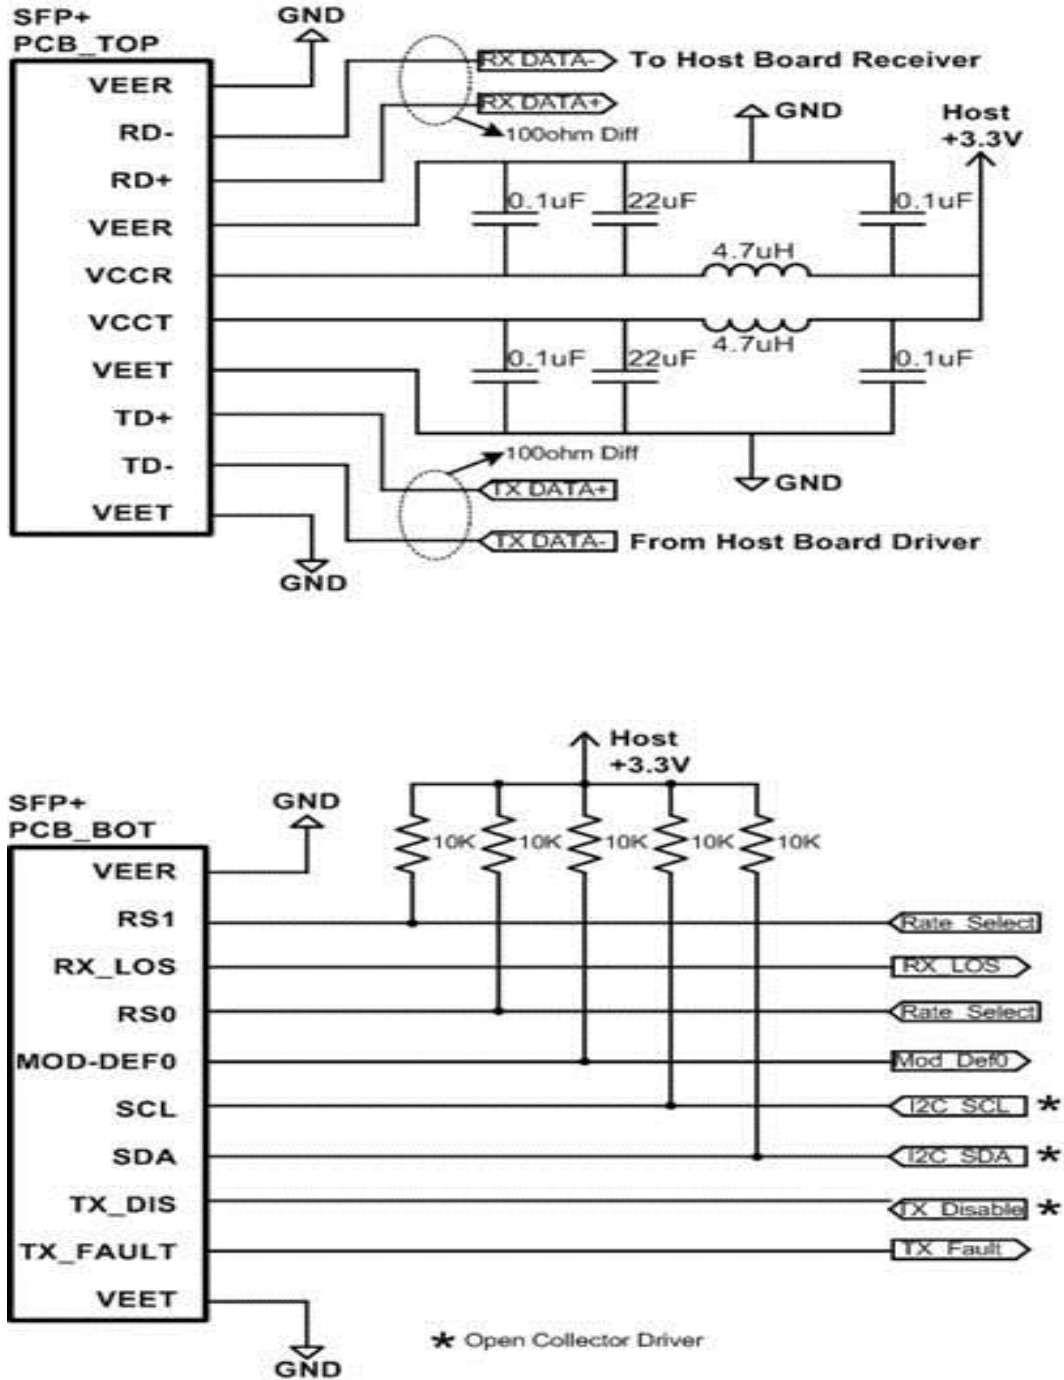 SFP+
PCB_TOP
GND
VEER
RD-
RD+
VEER
VCCR
VCCT
VEET
TD+
TD-
VEET
RX DATA-
To Host Board Receiver
RX DATA+
100ohm Diff
GND
Host
+3.3V
0.1uF
22uF
0.1uF
4.7uH
4.7uH
0.1uF
22uF
0.1uF
100ohm Diff
GND
TX DATA+
TX DATA-
From Host Board Driver
GND
Host
+3.3V
SFP+
PCB_BOT
GND
10K
10K
10K
10K
10K
VEER
RS1
Rate Select
RX_LOS
RX LOS
RS0
Rate Select
MOD-DEF0
Mod Def0
SCL
I2C SCL *
SDA
I2C SDA *
TX_DIS
TX Disable *
TX_FAULT
TX Fault
VEET
GND
* Open Collector Driver